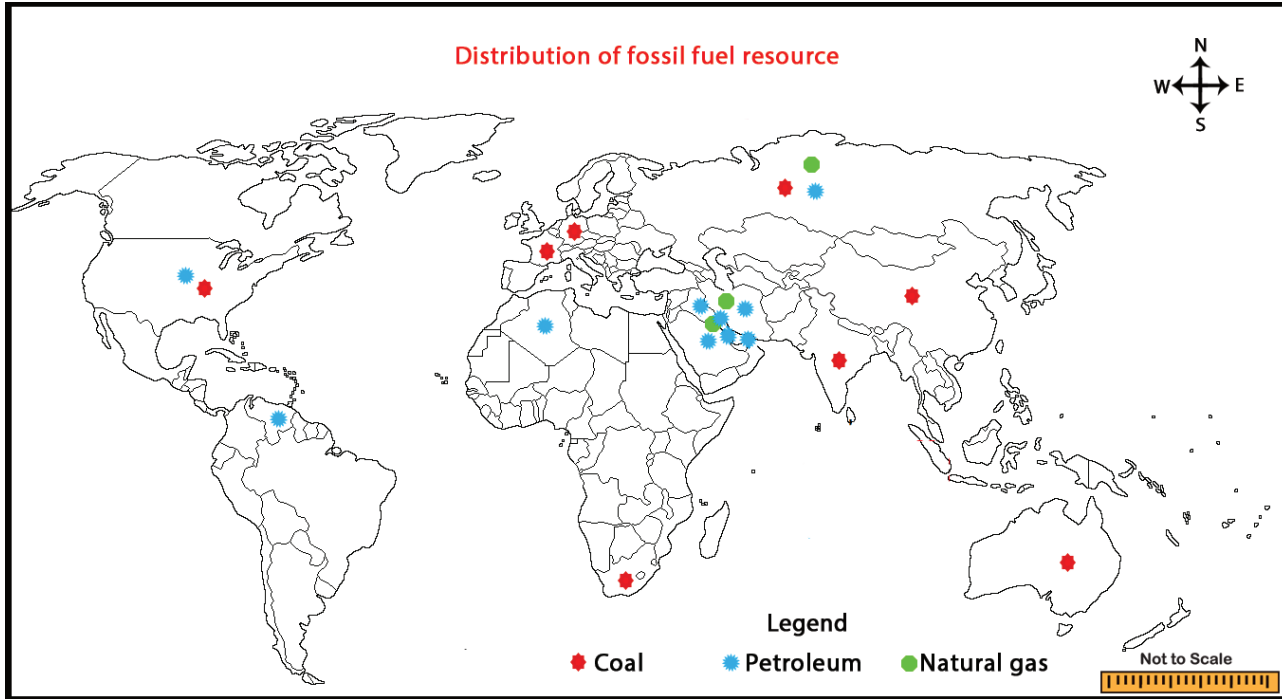 Distribution of fossil fuel resource
N
W E
S
Legend
Coal Petroleum Natural gas
Not to Scale